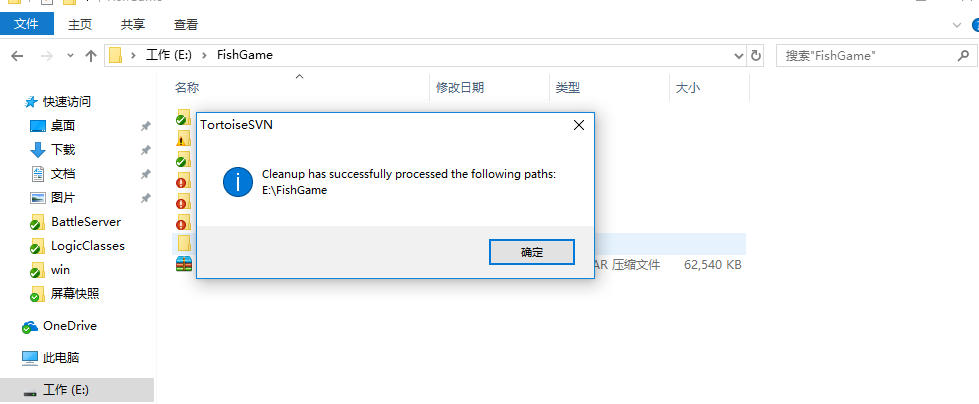 文件
主页
共享
查看
工作 (E:)
FishGame
搜索"FishGame"
名称
修改日期
类型
大小
快速访问
桌面
下载
文档
图片
BattleServer
LogicClasses
win
屏幕快照
OneDrive
此电脑
工作 (E:)
TortoiseSVN
Cleanup has successfully processed the following paths:
E:\FishGame
确定
AR 压缩文件
62,540 KB